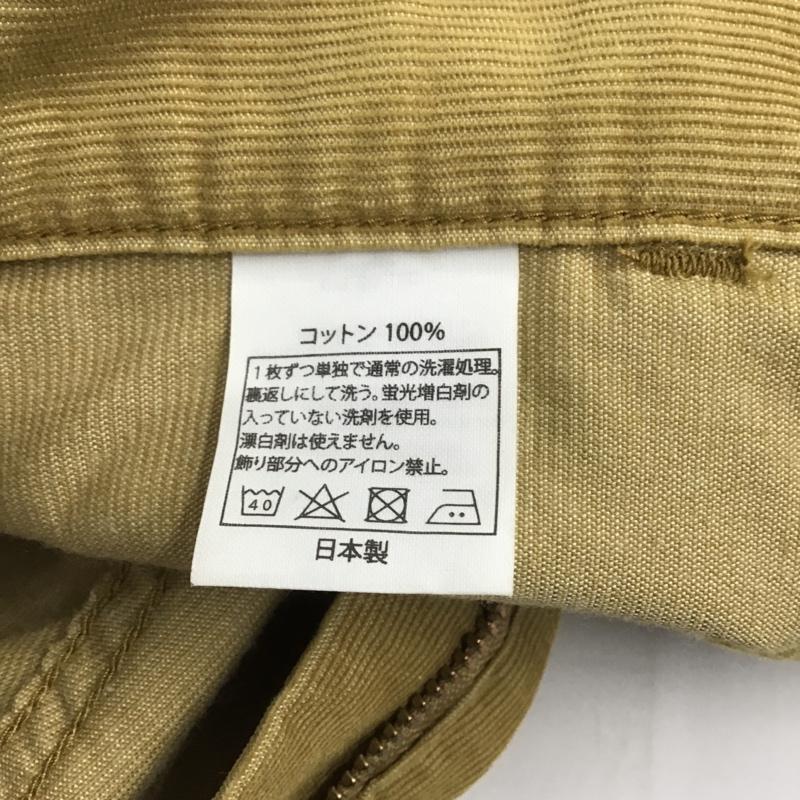 コットン 100%
1枚ずつ単独で通常の洗濯処理。
裏返しにして洗う。蛍光増白剤の
入っていない洗剤を使用。
漂白剤は使えません。
飾り部分へのアイロン禁止。
40
日本製